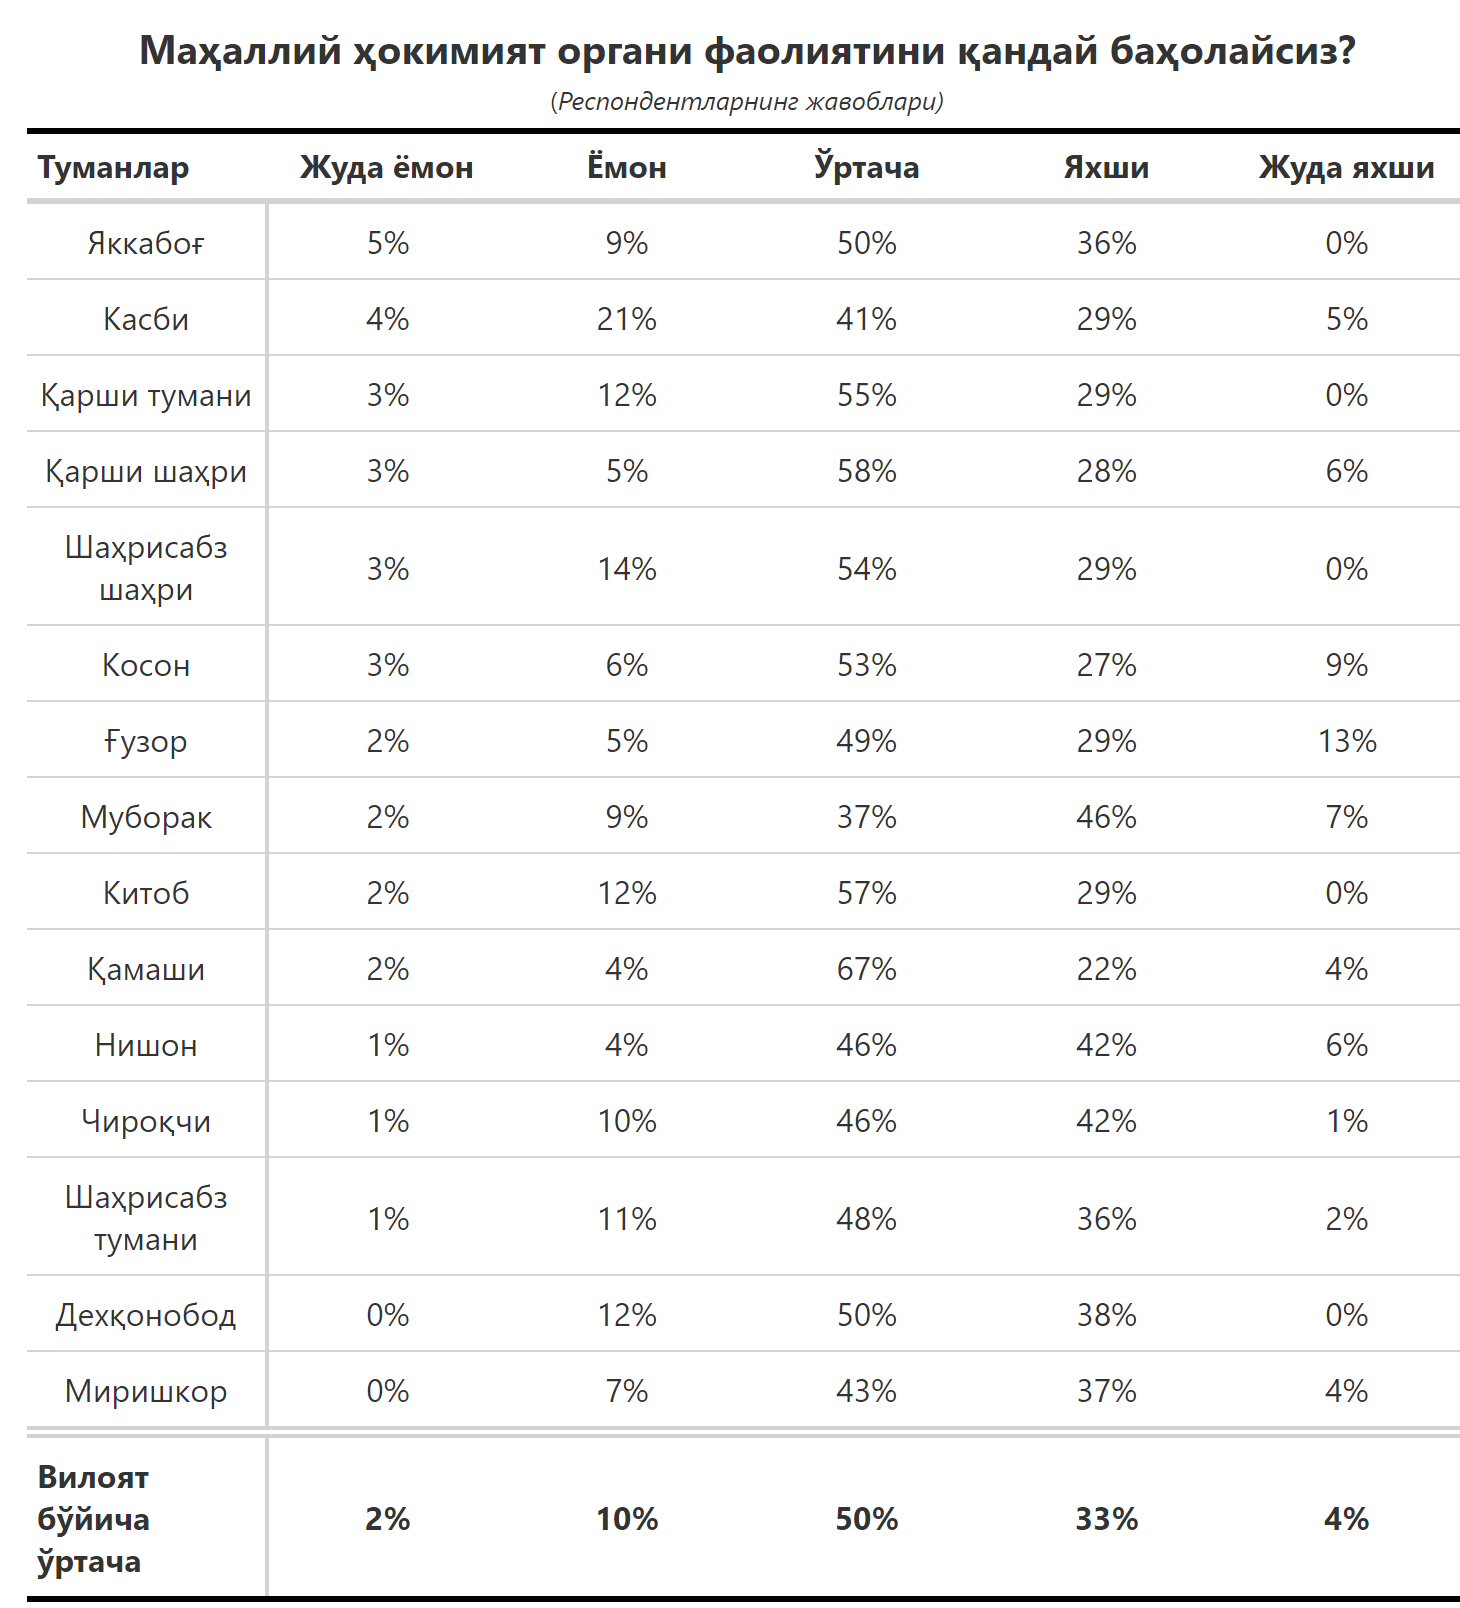 Маҳаллий ҳокимият органи фаолиятини қандай баҳолайсиз?
(Респондентларнинг жавоблари)
Туманлар Жуда ёмон Ёмон Ўртача Яхши Жуда яхши
Яккабоғ 5% 9% 50% 36% 0%
Касби 4% 21% 41% 29% 5%
Қарши тумани 3% 12% 55% 29% 0%
Қарши шаҳри 3% 5% 58% 28% 6%
Шаҳрисабз
шаҳри 3% 14% 54% 29% 0%
Косон 3% 6% 53% 27% 9%
Ғузор 2% 5% 49% 29% 13%
Муборак 2% 9% 37% 46% 7%
Китоб 2% 12% 57% 29% 0%
Қамаши 2% 4% 67% 22% 4%
Нишон 1% 4% 46% 42% 6%
Чироқчи 1% 10% 46% 42% 1%
Шаҳрисабз
тумани 1% 11% 48% 36% 2%
Дехқонобод 0% 12% 50% 38% 0%
Миришкор 0% 7% 43% 37% 4%
Вилоят
бўйича 2% 10% 50% 33% 4%
ўртача